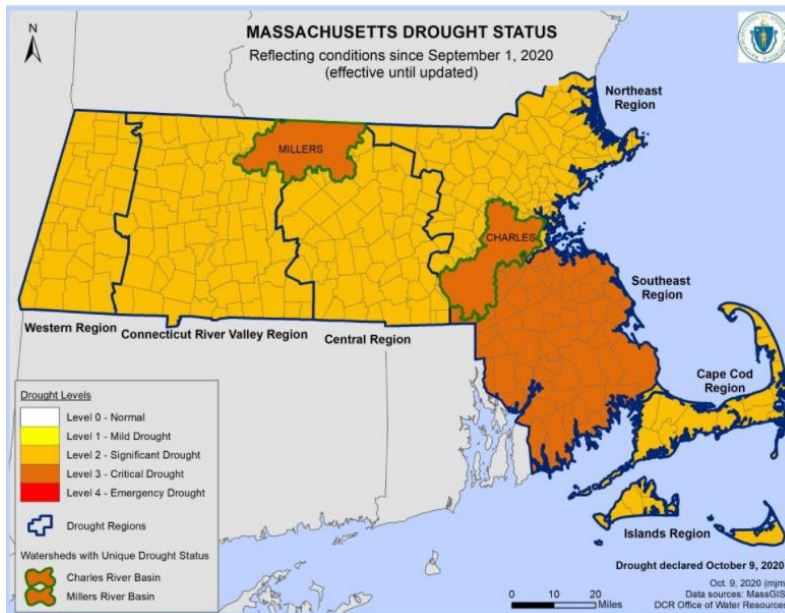 MASSACHUSETTS DROUGHT STATUS
Reflecting conditions since September 1, 2020
(effective until updated)
N
Northeast
Region
MILLERS
CHARLES
Southeast
Region
Western Region
Connecticut River Valley Region
Central Region
Cape Cod
Region
Islands Region
Drought Levels
Level 0 - Normal
Level 1 - Mild Drought
Level 2 - Significant Drought
Level 3 - Critical Drought
Level 4 - Emergency Drought
Drought Regions
Watersheds with Unique Drought Status
Charles River Basin
Millers River Basin
Drought declared October 9, 2020
Oct. 9, 2020 (mjm
Data sources: MassGIS
DCR Office of Water Resources
0 10 20
Miles